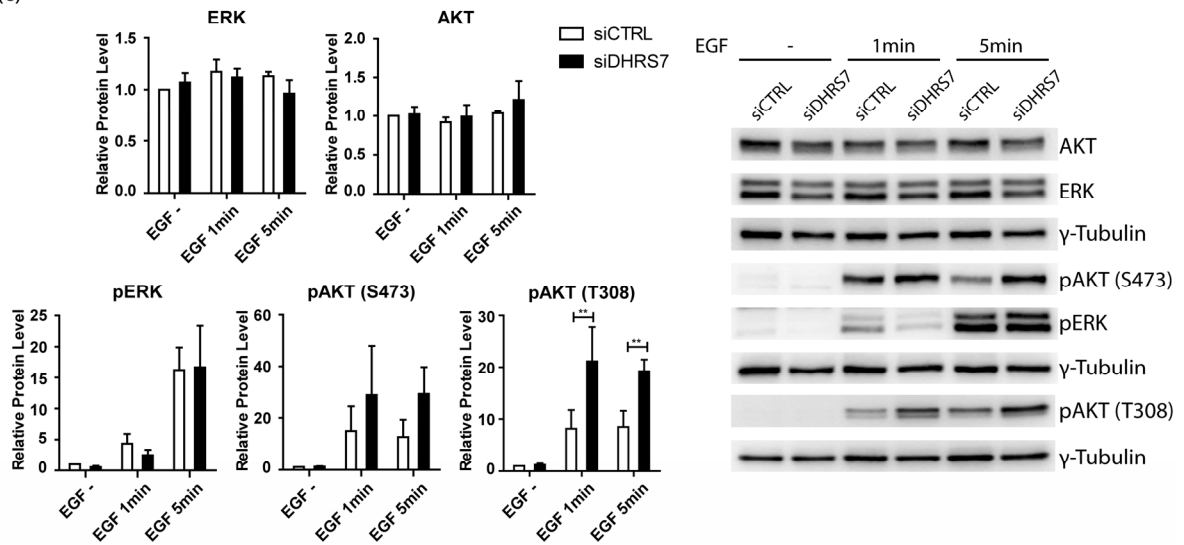 ERK
Relative Protein Level
1.5
1.0
0.5
0.0
EGF -
EGF 1min
EGF 5min
AKT
Relative Protein Level
2.0
1.5
1.0
0.5
0.0
EGF -
EGF 1min
EGF 5min
siCTRL
siDHRS7
pERK
Relative Protein Level
25
20
15
10
5
0
EGF -
EGF 1min
EGF 5min
pAKT (S473)
Relative Protein Level
60
40
20
0
EGF -
EGF 1min
EGF 5min
pAKT (T308)
Relative Protein Level
30
20
10
0
**
**
EGF -
EGF 1min
EGF 5min
EGF - 1min 5min
siCTRL siDHRS7 siCTRL siDHRS7 siCTRL siDHRS7
AKT
ERK
γ-Tubulin
pAKT (S473)
pERK
γ-Tubulin
pAKT (T308)
γ-Tubulin